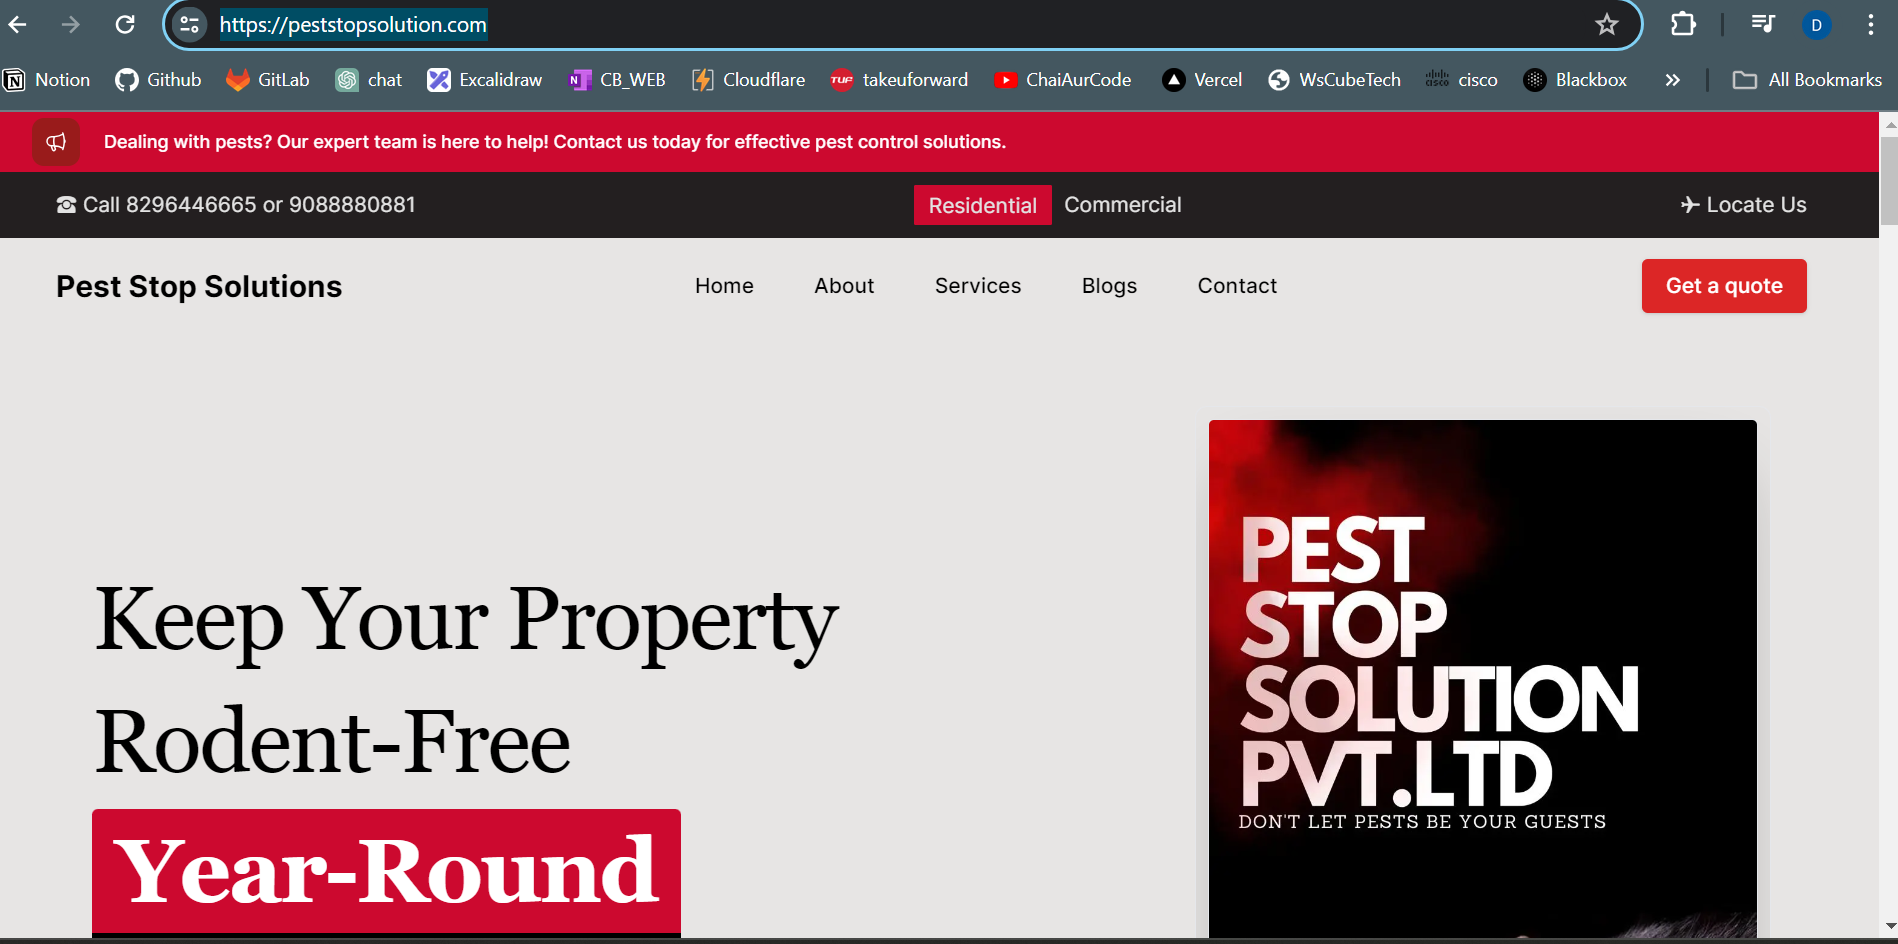 https://peststopsolution.com
D
Notion Github GitLab chat Excalidraw CB_WEB Cloudflare takeuforward ChaiAurCode Vercel WsCubeTech cisco Blackbox » All Bookmarks
Dealing with pests? Our expert team is here to help! Contact us today for effective pest control solutions.
Call 8296446665 or 9088880881 Residential Commercial Locate Us
Pest Stop Solutions Home About Services Blogs Contact Get a quote
Keep Your Property
Rodent-Free
Year-Round
PEST
STOP
SOLUTION
PVT.LTD
DON'T LET PESTS BE YOUR GUESTS